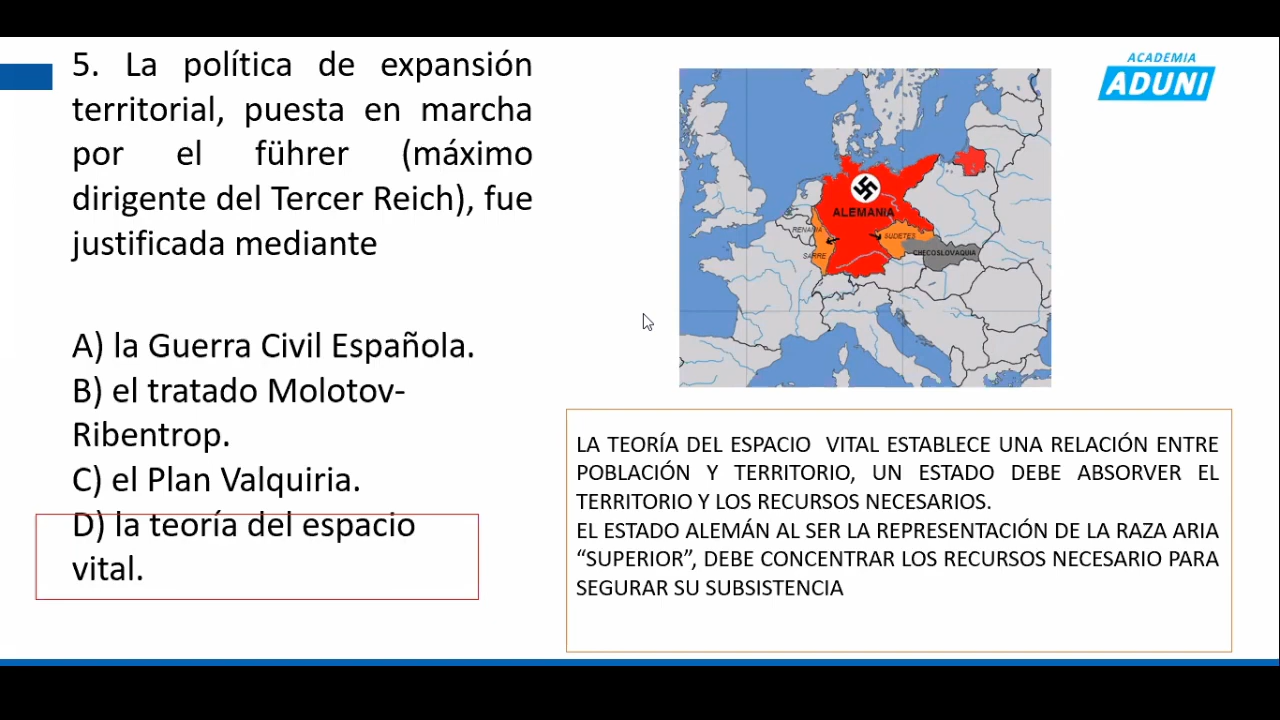 5. La política de expansión
territorial, puesta en marcha
por el führer (máximo
dirigente del Tercer Reich), fue
justificada mediante
A) la Guerra Civil Española.
B) el tratado Molotov-
Ribentrop.
C) el Plan Valquiria.
D) la teoría del espacio
vital.
ACADEMIA
ADUNI
ALEMANIA
RENANIA
SUDETES
SARRE
CHECOSLOVAQUIA
LA TEORÍA DEL ESPACIO VITAL ESTABLECE UNA RELACIÓN ENTRE
POBLACIÓN Y TERRITORIO, UN ESTADO DEBE ABSORVER EL
TERRITORIO Y LOS RECURSOS NECESARIOS.
EL ESTADO ALEMÁN AL SER LA REPRESENTACIÓN DE LA RAZA ARIA
“SUPERIOR”, DEBE CONCENTRAR LOS RECURSOS NECESARIO PARA
SEGURAR SU SUBSISTENCIA